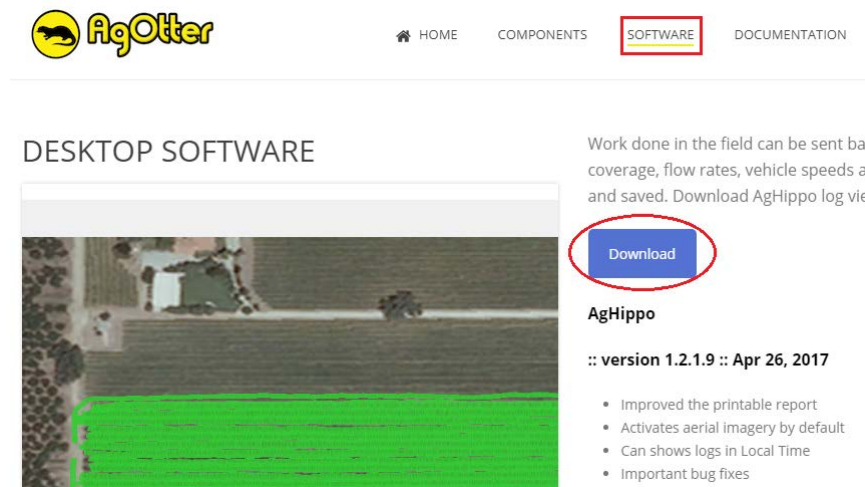 AgOtter
HOME COMPONENTS SOFTWARE DOCUMENTATION
DESKTOP SOFTWARE
Work done in the field can be sent ba
coverage, flow rates, vehicle speeds a
and saved. Download AgHippo log vie
Download
AgHippo
:: version 1.2.1.9 :: Apr 26, 2017
• Improved the printable report
• Activates aerial imagery by default
• Can shows logs in Local Time
• Important bug fixes